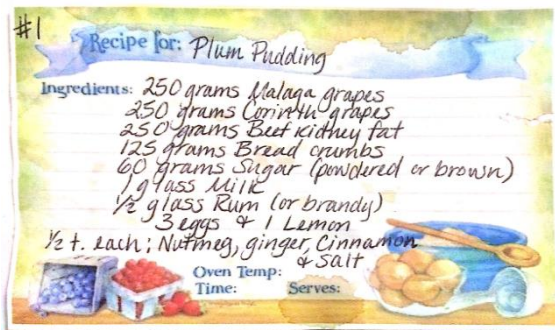 #1
Recipe for: Plum Pudding
Ingredients: 250 grams Malaga grapes
250 grams Corinth grapes
250 grams Beef kidney fat
125 grams Bread crumbs
60 grams Sugar (powdered or brown)
1 glass Milk
1/2 glass Rum (or brandy)
3 eggs & 1 Lemon
1/2 t. each; Nutmeg, ginger, Cinnamon
& Salt
Oven Temp:
Time: Serves: